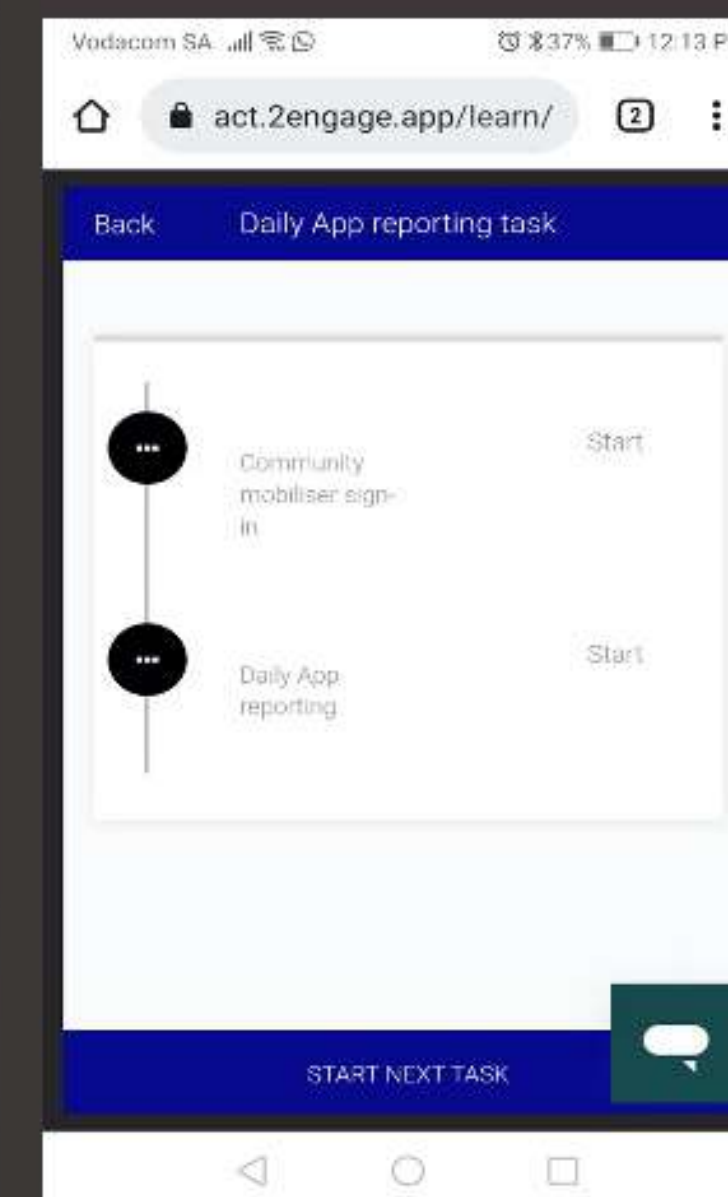 Vodacom SA 37% 12:13 P
act.2engage.app/learn/ 2
Back Daily App reporting task
Start
Community
mobiliser sign-
in
Start
Daily App
reporting
START NEXT TASK